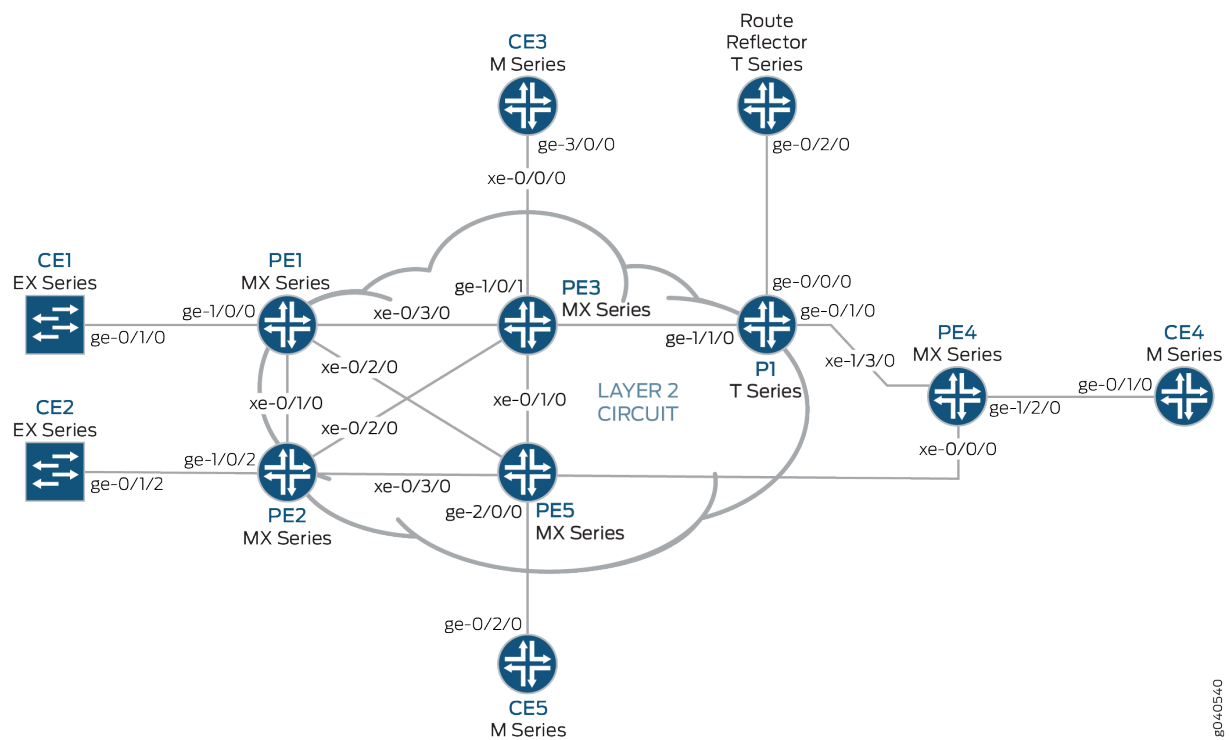 CE3
M Series
Route
Reflector
T Series
ge-3/0/0
ge-0/2/0
xe-0/0/0
CE1
EX Series
PE1
MX Series
ge-1/0/1
PE3
MX Series
ge-0/0/0
ge-0/1/0
ge-1/0/0
ge-0/1/0
xe-0/3/0
ge-1/1/0
P1
T Series
PE4
MX Series
CE4
M Series
xe-0/2/0
xe-1/3/0
ge-0/1/0
ge-1/2/0
LAYER 2
CIRCUIT
xe-0/1/0
xe-0/1/0
xe-0/2/0
CE2
EX Series
xe-0/0/0
ge-1/0/2
ge-0/1/2
xe-0/3/0
PE2
MX Series
ge-2/0/0
PE5
MX Series
ge-0/2/0
CE5
M Series
g040540